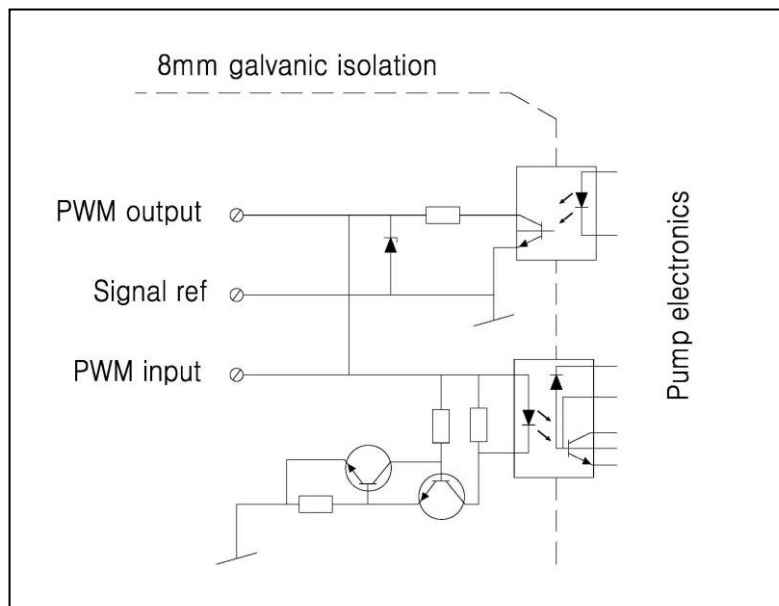 8mm galvanic isolation
PWM output
Signal ref
PWM input
Pump electronics